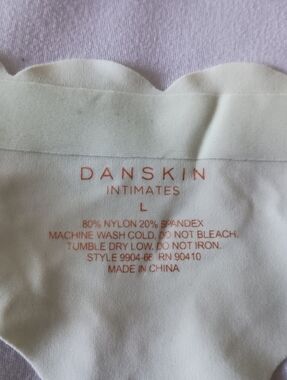 DANSKIN
INTIMATES
L
80% NYLON 20% SPANDEX
MACHINE WASH COLD. DO NOT BLEACH.
TUMBLE DRY LOW. DO NOT IRON.
STYLE 9904-66 RN 90410
MADE IN CHINA